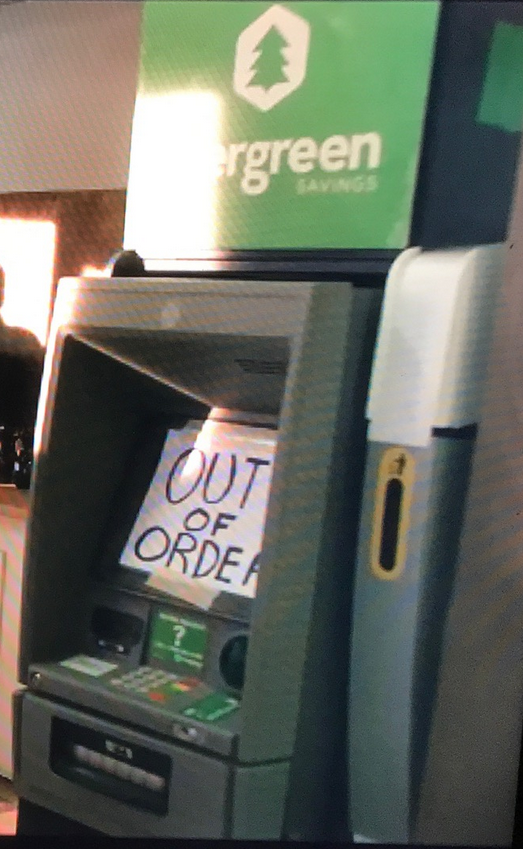 ergreen
SAVINGS
OUT
OF
ORDER
?